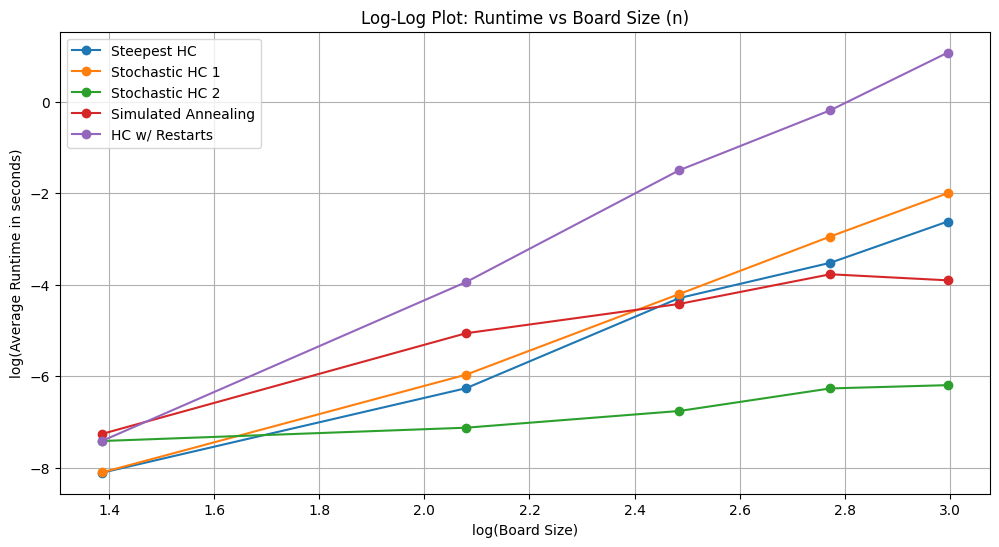 Log-Log Plot: Runtime vs Board Size (n)
Steepest HC
Stochastic HC 1
Stochastic HC 2
Simulated Annealing
HC w/ Restarts
log(Average Runtime in seconds)
0
−2
−4
−6
−8
1.4 1.6 1.8 2.0 2.2 2.4 2.6 2.8 3.0
log(Board Size)